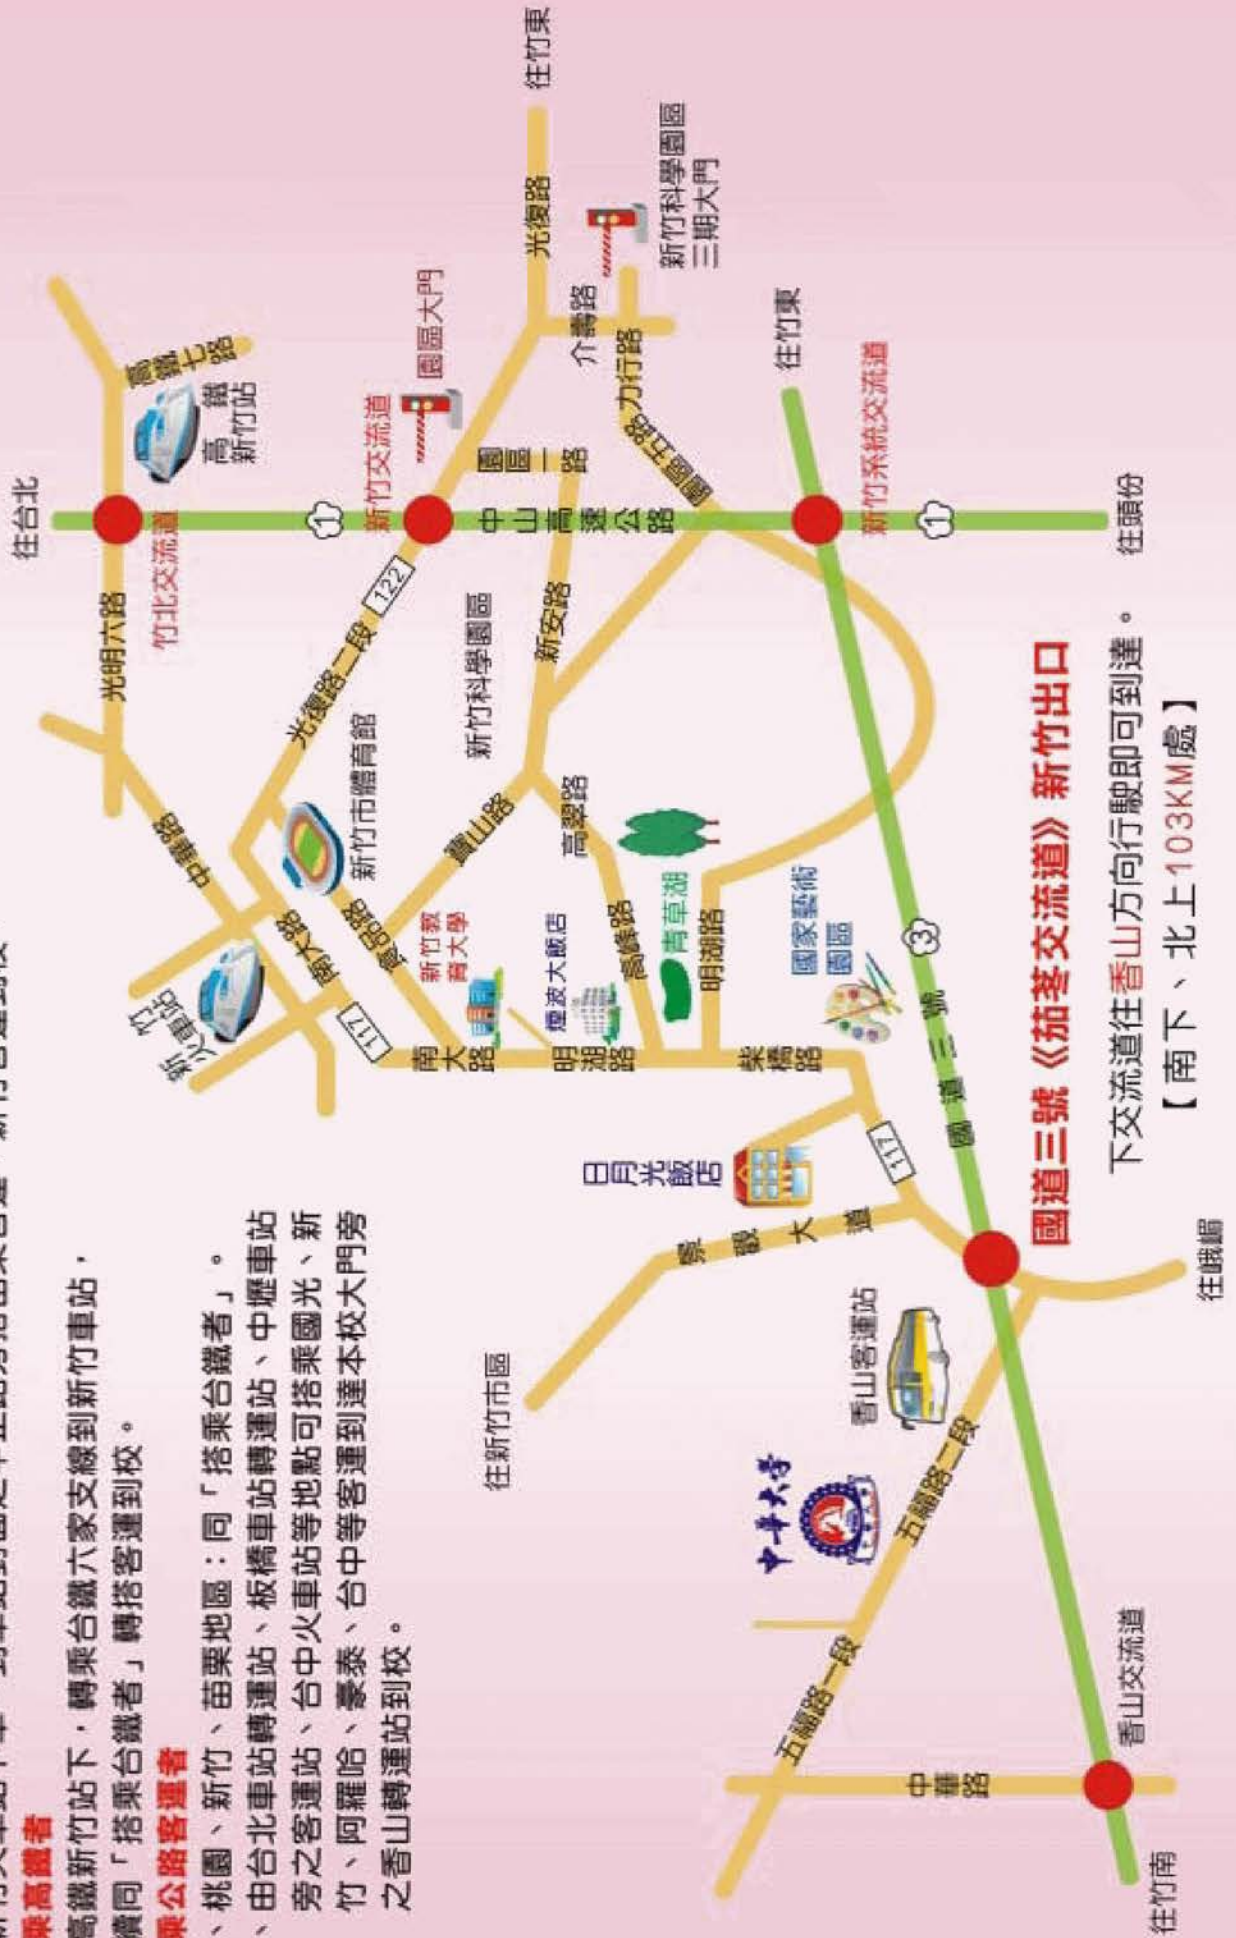 乘高鐵者
高鐵新竹站下，轉乘台鐵六家支線到新竹車站，
續同「搭乘台鐵者」轉搭客運到校。
乘公路客運者
、桃園、新竹、苗栗地區：同「搭乘台鐵者」。
、由台北車站轉運站、板橋車站轉運站、中壢車站
旁之客運站、台中火車站等地點可搭乘國光、新
竹、阿羅哈、豪泰、台中等客運到達本校大門旁
之香山轉運站到校。
往台北
光明六路
竹北交流道
高鐵七路
高鐵
新竹站
中華路
1
新竹交流道
園區大門
新竹
火車站
光復路二段
122
光復路
往竹東
南大路
新竹市體育館
食品路
117
新竹科學園區
園區一路
中山高速公路
介壽路
新竹科學園區
三期大門
力行路
園區五路
新安路
寶山路
高翠路
新竹教
育大學
南大路
煙波大飯店
明湖路
高峰路
青草湖
明湖路
柴橋路
國家藝術
園區
往竹東
新竹系統交流道
1
往頭份
3
國道三號
日月光飯店
117
景觀大道
往新竹市區
國道三號《茄苳交流道》新竹出口
下交流道往香山方向行駛即可到達。
【南下、北上103KM處】
往峨嵋
香山客運站
中華大學
五福路二段
五福路一段
中華路
香山交流道
往竹南